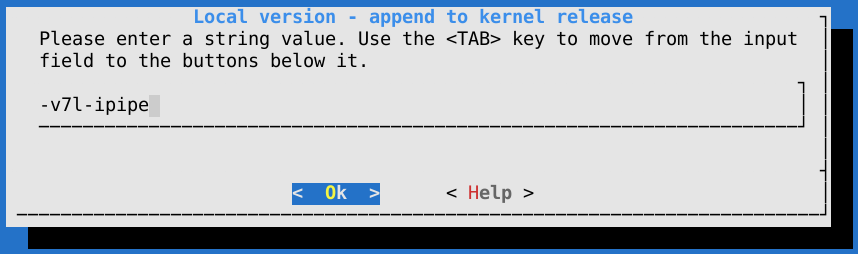 Local version - append to kernel release
Please enter a string value. Use the <TAB> key to move from the input
field to the buttons below it.
-v7l-ipipe
<  Ok  >      < Help >